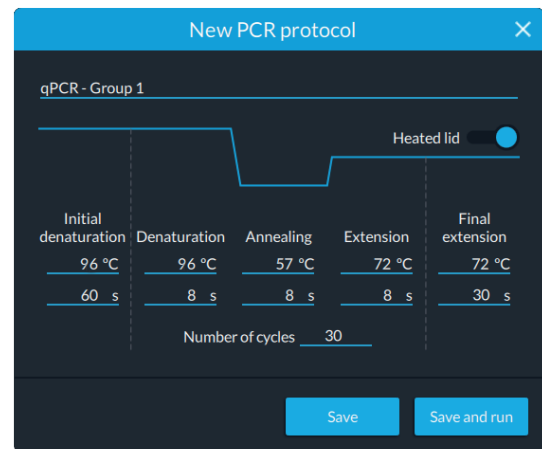 New PCR protocol
qPCR - Group 1
Heated lid
Initial denaturation Denaturation Annealing Extension Final extension
96 °C 96 °C 57 °C 72 °C 72 °C
60 s 8 s 8 s 8 s 30 s
Number of cycles 30
Save Save and run